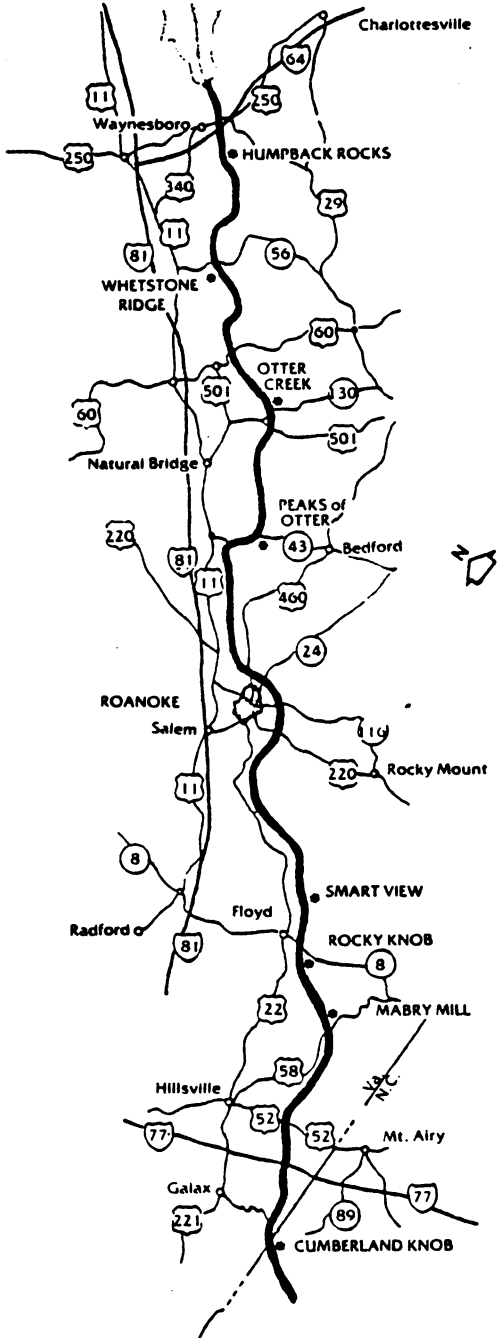 Charlottesville
64
11
250
Waynesboro
250
HUMPBACK ROCKS
340
29
11
81
56
WHETSTONE
RIDGE
60
OTTER
CREEK
501
130
60
501
Natural Bridge
PEAKS of
OTTER
220
43
Bedford
N
81
11
460
24
ROANOKE
Salem
116
220
Rocky Mount
11
8
SMART VIEW
Floyd
Radford
ROCKY KNOB
81
8
22
MABRY MILL
58
Va.
N.C.
Hillsville
52
52
77
Mt. Airy
Galax
77
221
89
CUMBERLAND KNOB